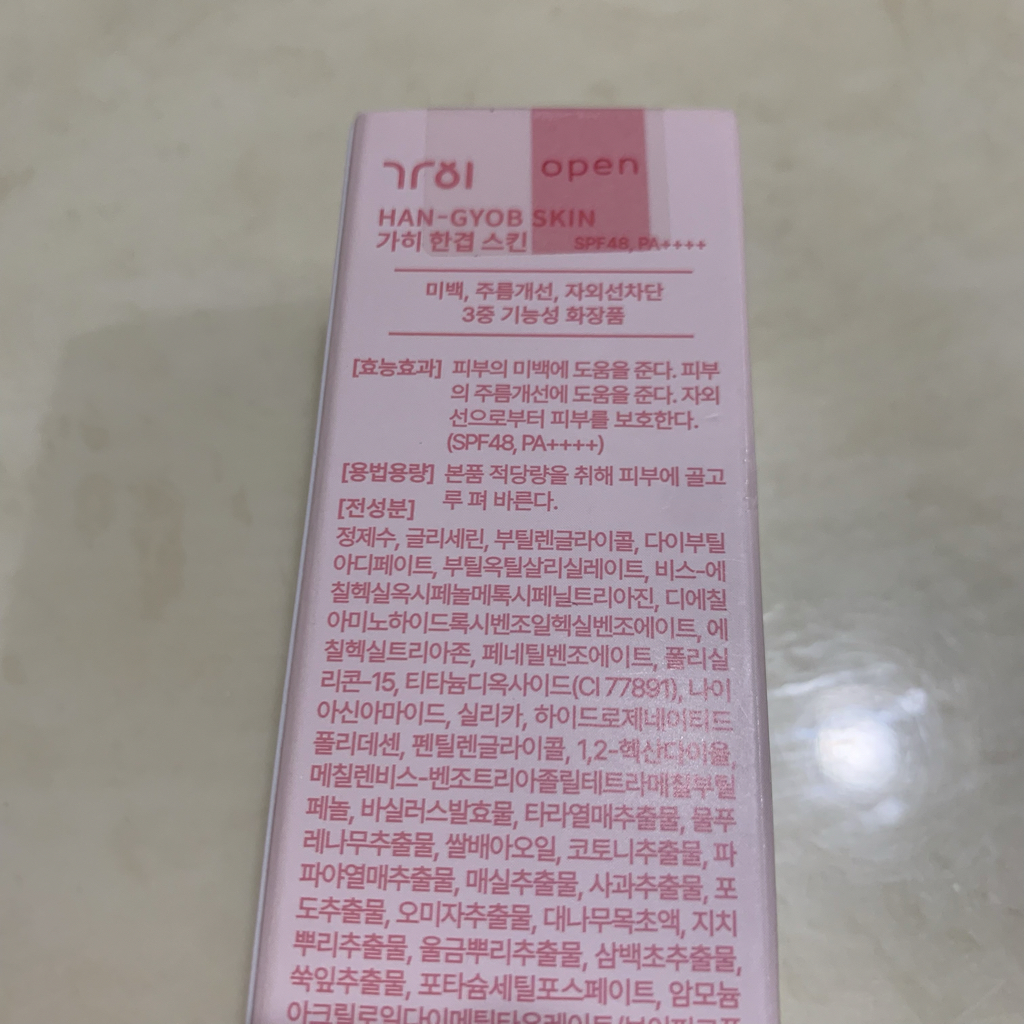 가히
open
HAN-GYOB SKIN
가히 한겹 스킨 SPF48, PA++++
미백, 주름개선, 자외선차단
3중 기능성 화장품
[효능효과] 피부의 미백에 도움을 준다. 피부
의 주름개선에 도움을 준다. 자외
선으로부터 피부를 보호한다.
(SPF48, PA++++)
[용법용량] 본품 적당량을 취해 피부에 골고
루 펴 바른다.
[전성분]
정제수, 글리세린, 부틸렌글라이콜, 다이부틸
아디페이트, 부틸옥틸살리실레이트, 비스-에
칠헥실옥시페놀메톡시페닐트리아진, 디에칠
아미노하이드록시벤조일헥실벤조에이트, 에
칠헥실트리아존, 페네틸벤조에이트, 폴리실
리콘-15, 티타늄디옥사이드(CI 77891), 나이
아신아마이드, 실리카, 하이드로제네이티드
폴리데센, 펜틸렌글라이콜, 1,2-헥산다이올,
메칠렌비스-벤조트리아졸릴테트라메칠부틸
페놀, 바실러스발효물, 타라열매추출물, 물푸
레나무추출물, 쌀배아오일, 코토니추출물, 파
파야열매추출물, 매실추출물, 사과추출물, 포
도추출물, 오미자추출물, 대나무목초액, 지치
뿌리추출물, 울금뿌리추출물, 삼백초추출물,
쑥잎추출물, 포타슘세틸포스페이트, 암모늄